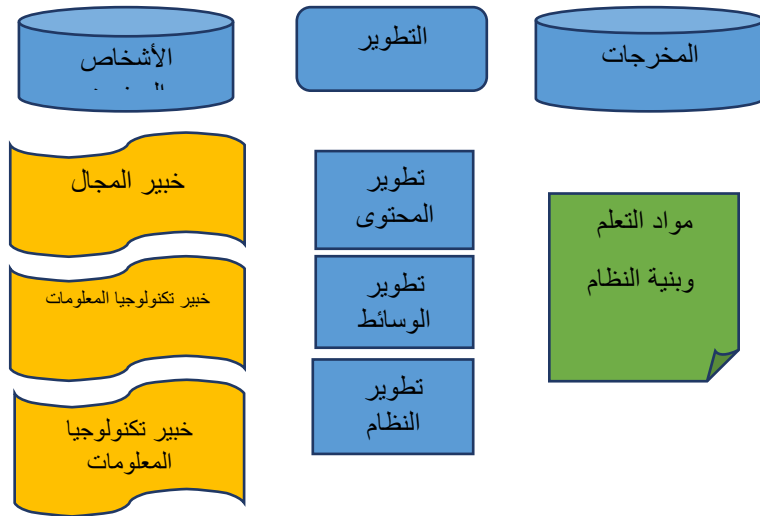 المخرجات
التطوير
الأشخاص
خبير المجال
تطوير
المحتوى
مواد التعلم
وبنية النظام
تطوير
الوسائط
خبير تكنولوجيا المعلومات
تطوير
النظام
خبير تكنولوجيا
المعلومات